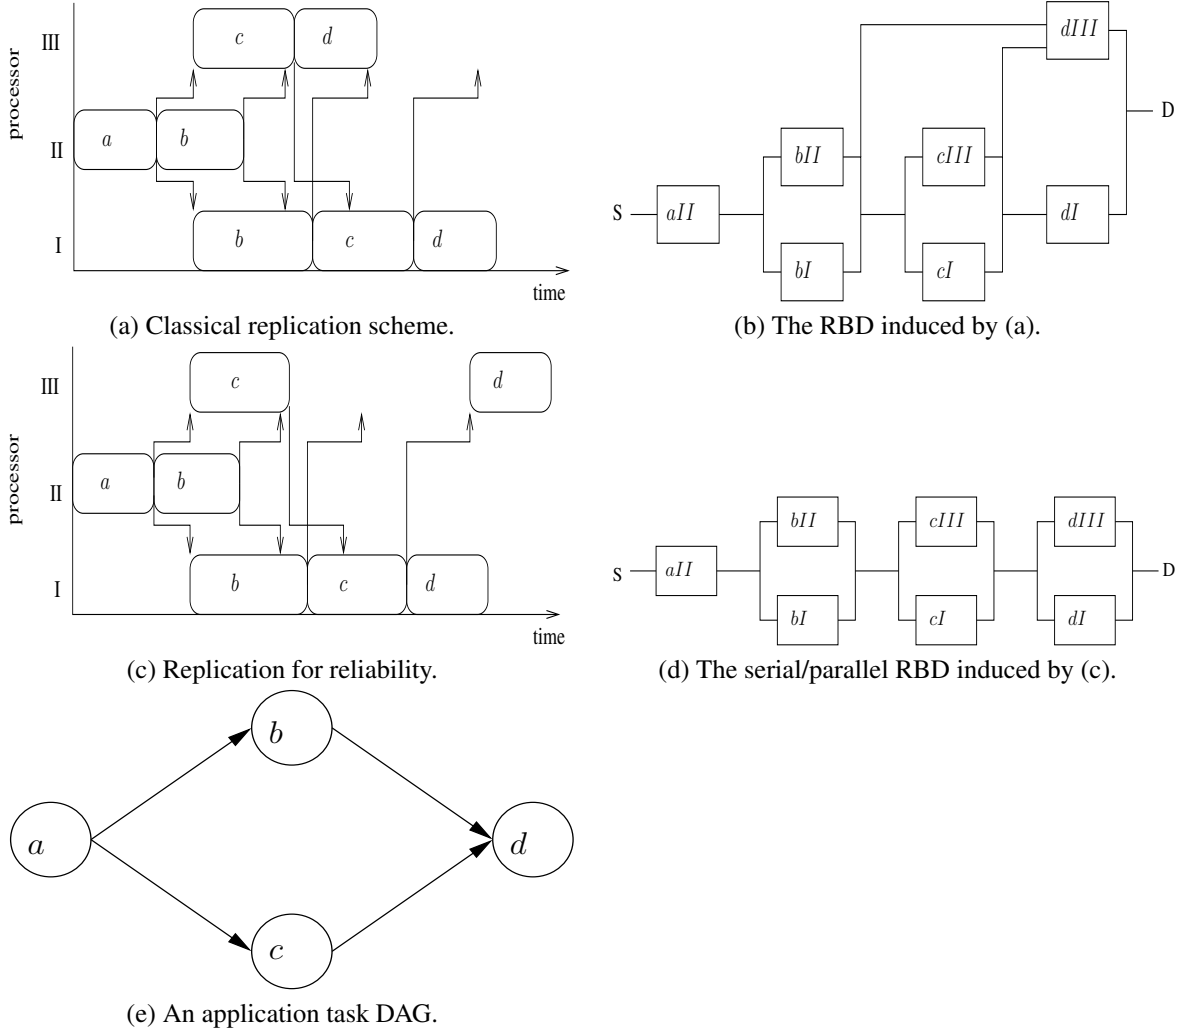 processor
III
c
d
II
a
b
I
b
c
d
time
(a) Classical replication scheme.
dIII
D
bII
cIII
S
aII
dI
bI
cI
(b) The RBD induced by (a).
processor
III
c
d
II
a
b
I
b
c
d
time
(c) Replication for reliability.
bII
cIII
dIII
S
aII
D
bI
cI
dI
(d) The serial/parallel RBD induced by (c).
b
a
d
c
(e) An application task DAG.